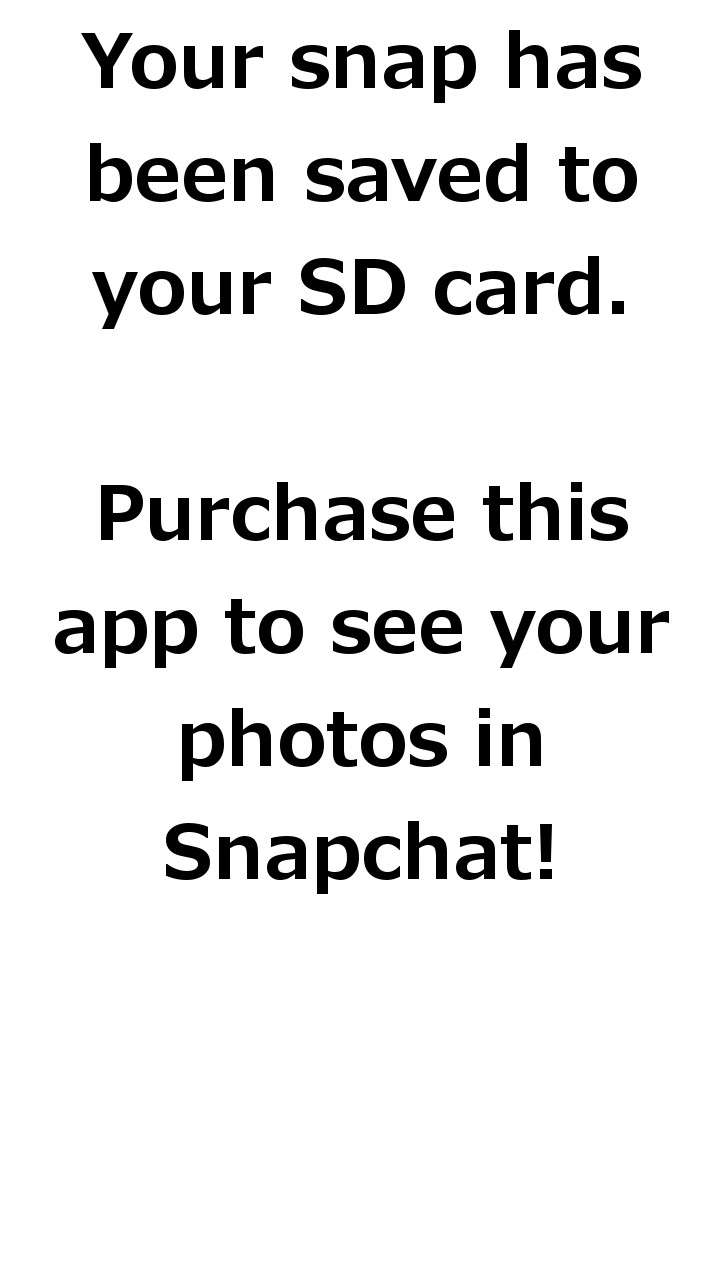 Your snap has
been saved to
your SD card.
Purchase this
app to see your
photos in
Snapchat!